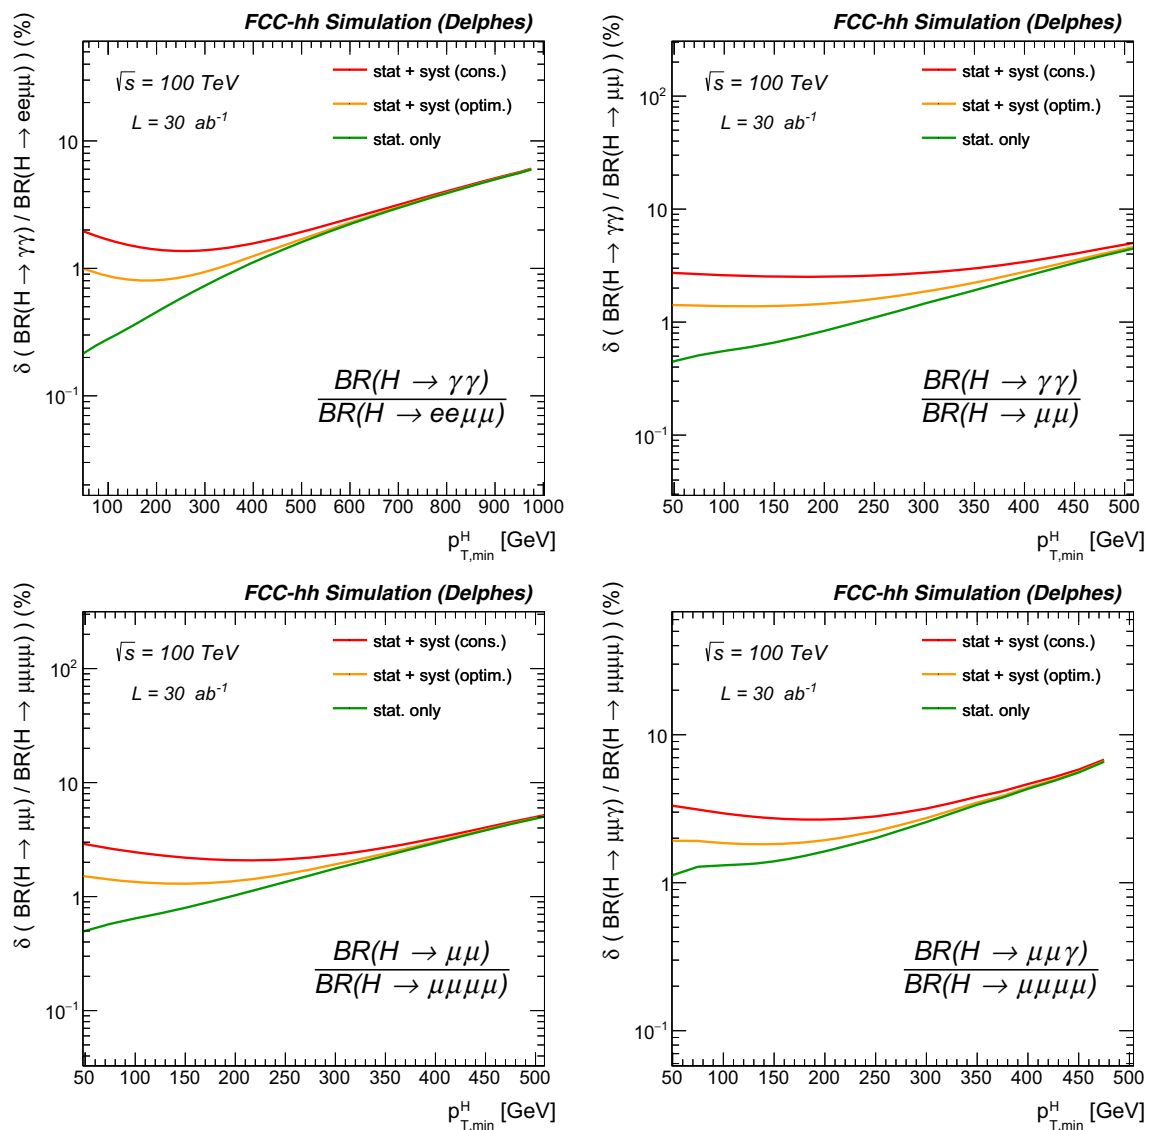 FCC-hh Simulation (Delphes)
δ ( BR(H → γγ) / BR(H → eeμμ) ) (%)
√s = 100 TeV
L = 30 ab⁻¹
stat + syst (cons.)
stat + syst (optim.)
stat. only
10
1
10⁻¹
BR(H → γγ)
BR(H → eeμμ)
100 200 300 400 500 600 700 800 900 1000
p^H_T,min [GeV]
FCC-hh Simulation (Delphes)
δ ( BR(H → γγ) / BR(H → μμ) ) (%)
√s = 100 TeV
L = 30 ab⁻¹
stat + syst (cons.)
stat + syst (optim.)
stat. only
10²
10
1
10⁻¹
BR(H → γγ)
BR(H → μμ)
50 100 150 200 250 300 350 400 450 500
p^H_T,min [GeV]
FCC-hh Simulation (Delphes)
δ ( BR(H → μμ) / BR(H → μμμμ) ) (%)
√s = 100 TeV
L = 30 ab⁻¹
stat + syst (cons.)
stat + syst (optim.)
stat. only
10²
10
1
10⁻¹
BR(H → μμ)
BR(H → μμμμ)
50 100 150 200 250 300 350 400 450 500
p^H_T,min [GeV]
FCC-hh Simulation (Delphes)
δ ( BR(H → μμγ) / BR(H → μμμμ) ) (%)
√s = 100 TeV
L = 30 ab⁻¹
stat + syst (cons.)
stat + syst (optim.)
stat. only
10
1
10⁻¹
BR(H → μμγ)
BR(H → μμμμ)
50 100 150 200 250 300 350 400 450 500
p^H_T,min [GeV]